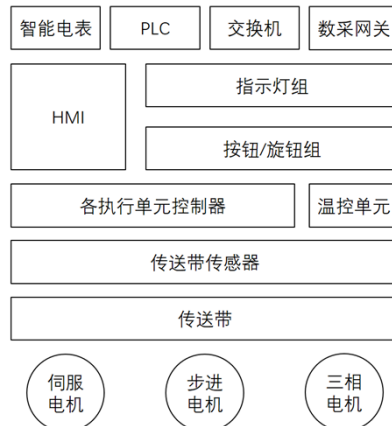 智能电表 PLC 交换机 数采网关
指示灯组
HMI
按钮/旋钮组
各执行单元控制器 温控单元
传送带传感器
传送带
伺服 步进 三相
电机 电机 电机